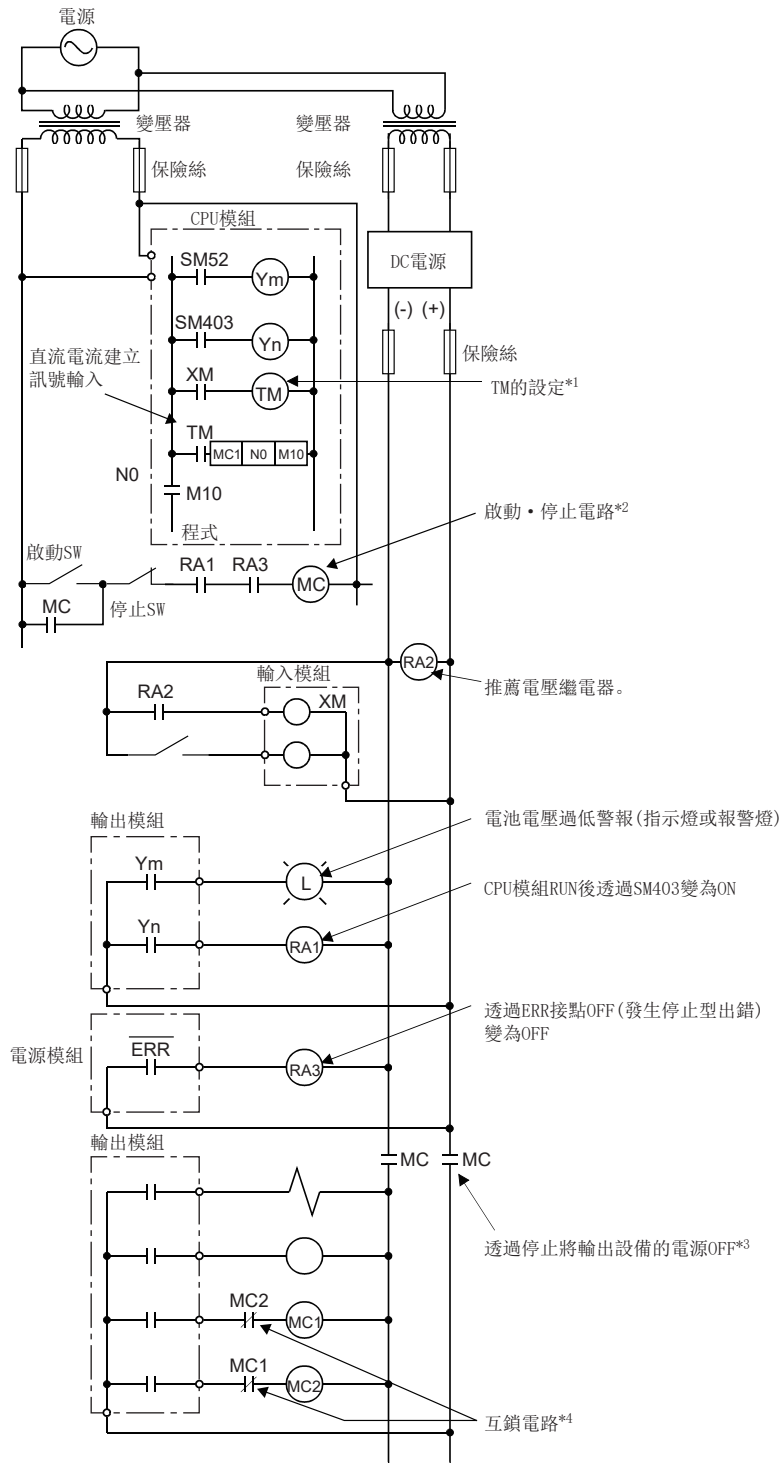 電源
變壓器
變壓器
保險絲
保險絲
CPU模組
SM52
Ym
DC電源
(-) (+)
SM403
Yn
保險絲
直流電流建立
訊號輸入
XM
TM
TM的設定*1
TM
MC1 N0 M10
N0
M10
程式
啟動・停止電路*2
啟動SW
RA1
RA3
MC
MC
停止SW
RA2
輸入模組
推薦電壓繼電器。
RA2
XM
輸出模組
電池電壓過低警報(指示燈或報警燈)
Ym
L
CPU模組RUN後透過SM403變為ON
Yn
RA1
透過ERR接點OFF(發生停止型出錯)
變為OFF
電源模組
ERR
RA3
輸出模組
MC
MC
透過停止將輸出設備的電源OFF*3
MC2
MC1
MC1
MC2
互鎖電路*4